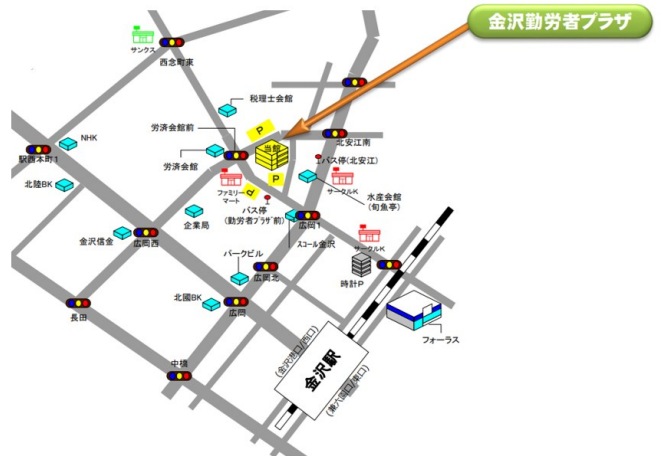 金沢勤労者プラザ
サンクス
西念町東
税理士会館
P
労済会館前
当館
北安江南
NHK
駅西本町1
労済会館
バス停(北安江)
P
北陸BK
ファミリー
マート
P
サークルK
水産会館
(旬魚亭)
バス停
(勤労者プラザ前)
広岡1
企業局
金沢信金
広岡西
スコール金沢
サークルK
パークビル
広岡北
時計P
北國BK
広岡
長田
フォーラス
(金沢港口/西口)
金沢駅
中橋
(兼六園口/東口)